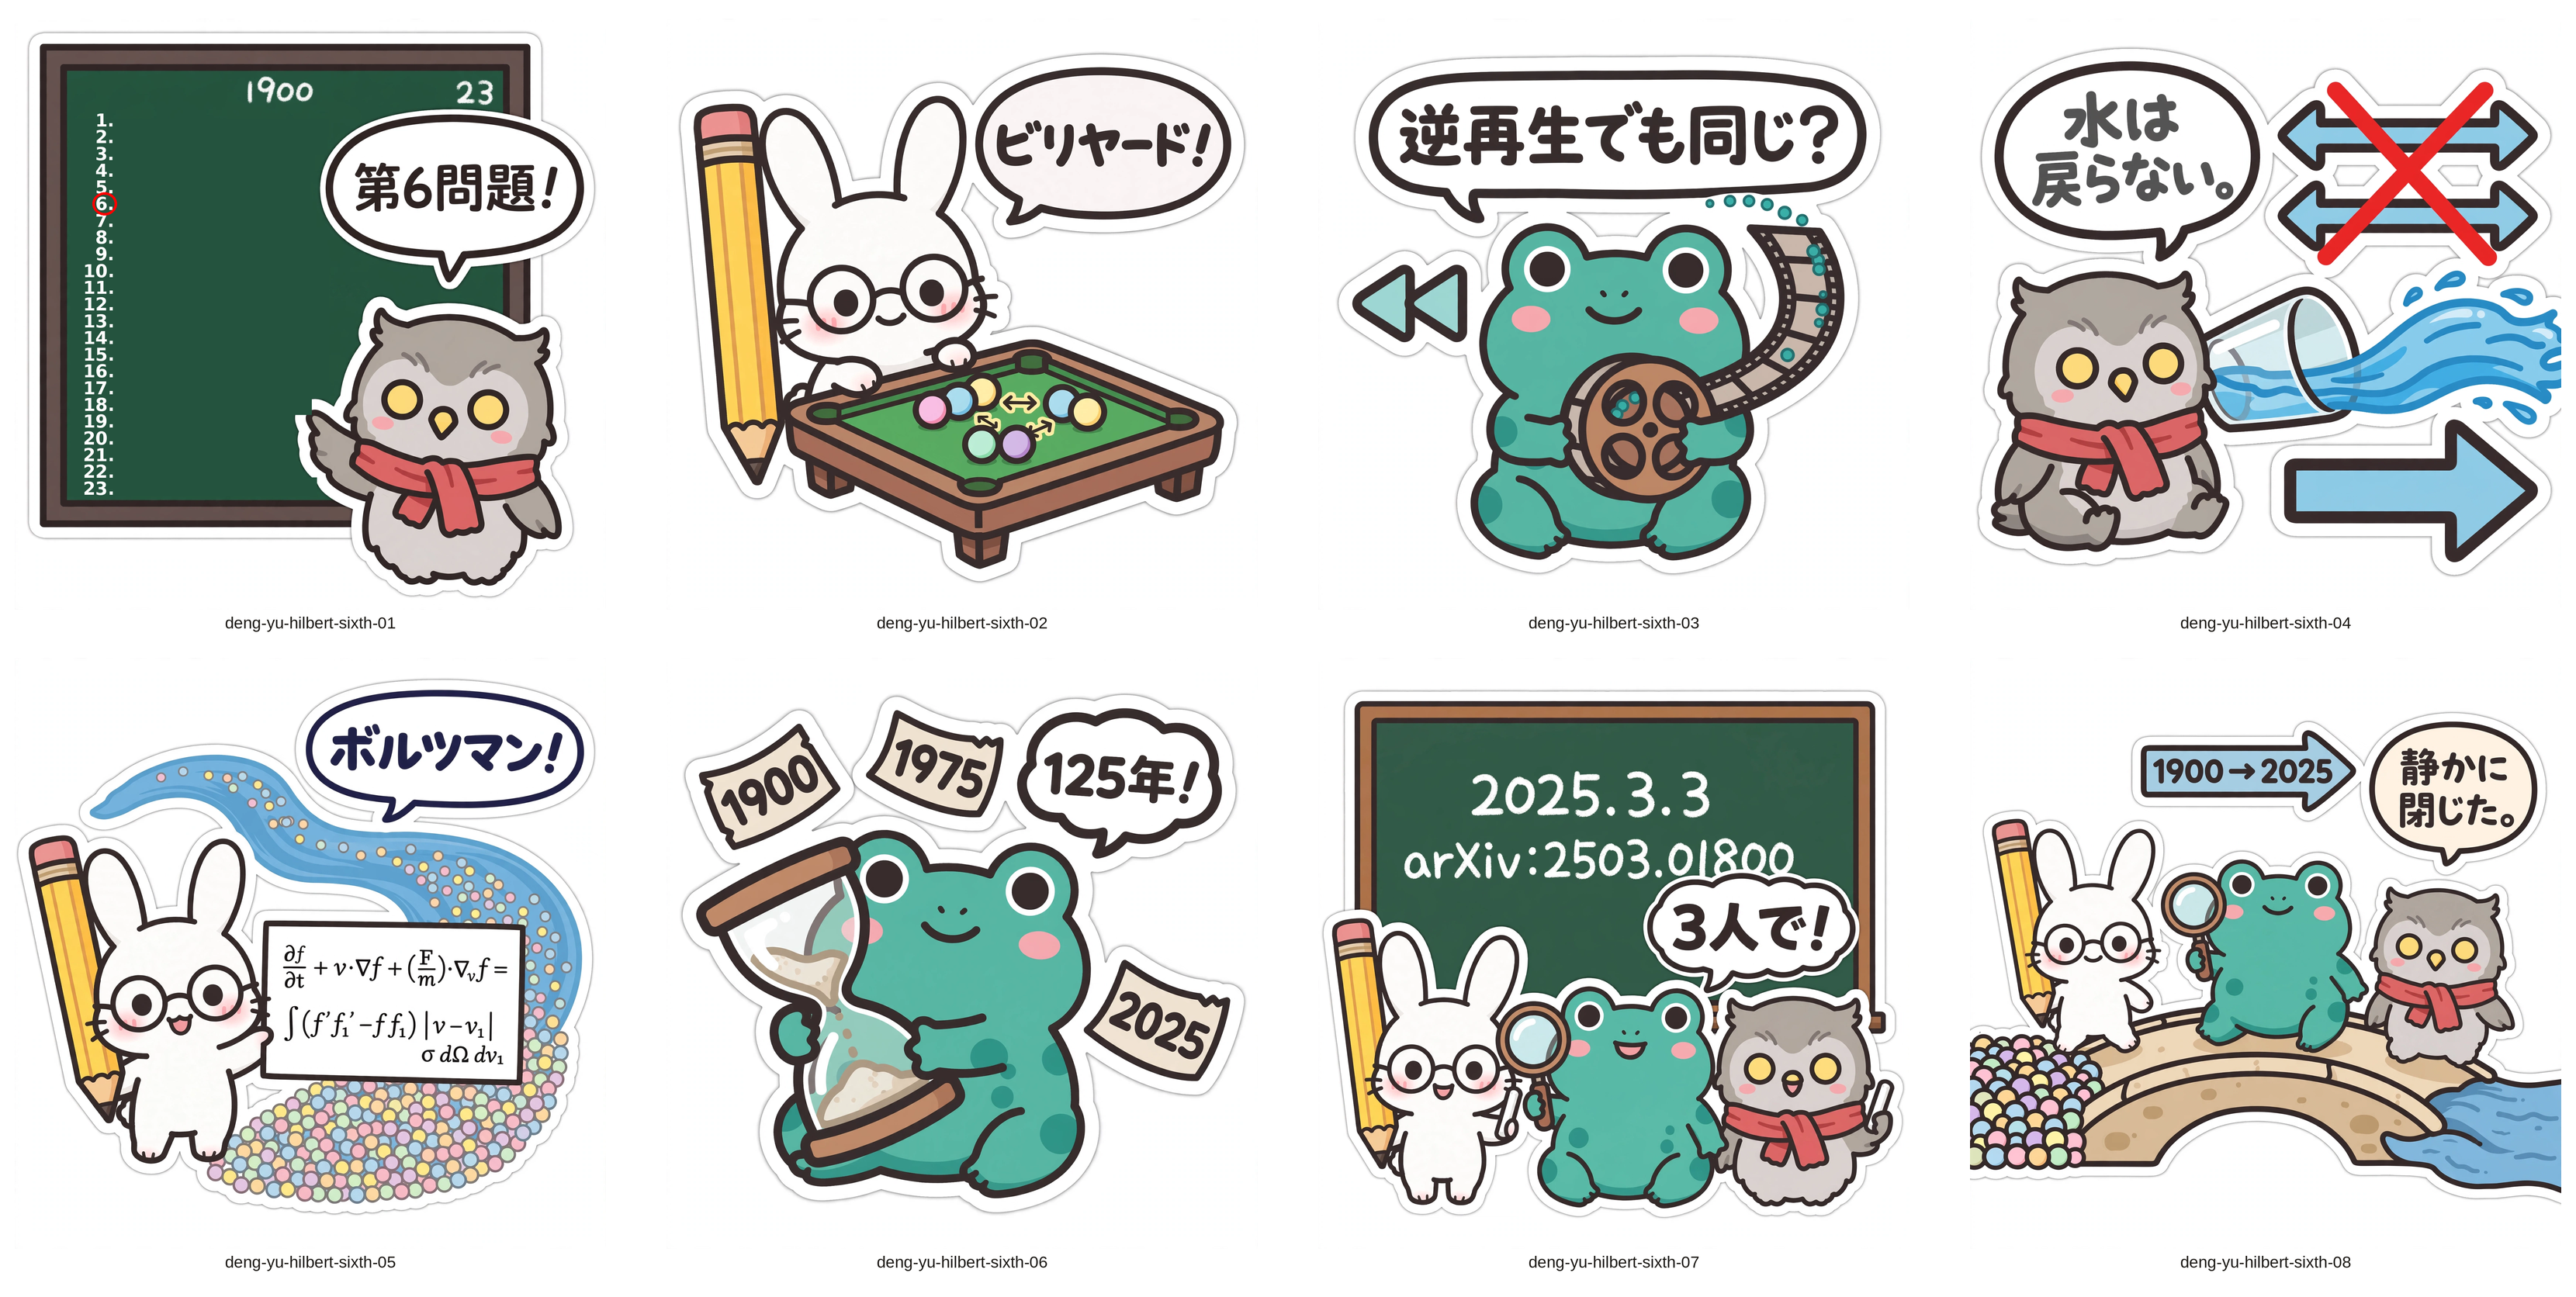 1900
23
1.
2.
3.
4.
5.
6.
7.
8.
9.
10.
11.
12.
13.
14.
15.
16.
17.
18.
19.
20.
21.
22.
23.
第6問題!
deng-yu-hilbert-sixth-01
ビリヤード!
deng-yu-hilbert-sixth-02
逆再生でも同じ?
deng-yu-hilbert-sixth-03
水は
戻らない。
deng-yu-hilbert-sixth-04
ボルツマン!
∂f/∂t + v·∇f + (F/m)·∇ᵥf =
∫(f′f₁′ − f f₁) |v − v₁|
σ dΩ dv₁
deng-yu-hilbert-sixth-05
1900
1975
125年!
2025
deng-yu-hilbert-sixth-06
2025.3.3
arXiv:2503.01800
3人で!
deng-yu-hilbert-sixth-07
1900→2025
静かに
閉じた。
deng-yu-hilbert-sixth-08